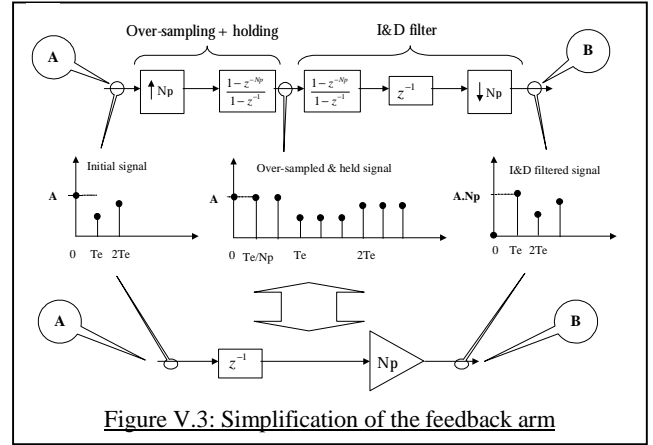 Over-sampling + holding
I&D filter
A
B
↑ Np
1 - z^{-Np}
1 - z^{-1}
1 - z^{-Np}
1 - z^{-1}
z^{-1}
↓ Np
Initial signal
Over-sampled & held signal
I&D filtered signal
A
A
A.Np
0 Te 2Te
0 Te/Np Te 2Te
0 Te 2Te
A
B
z^{-1}
Np
Figure V.3: Simplification of the feedback arm